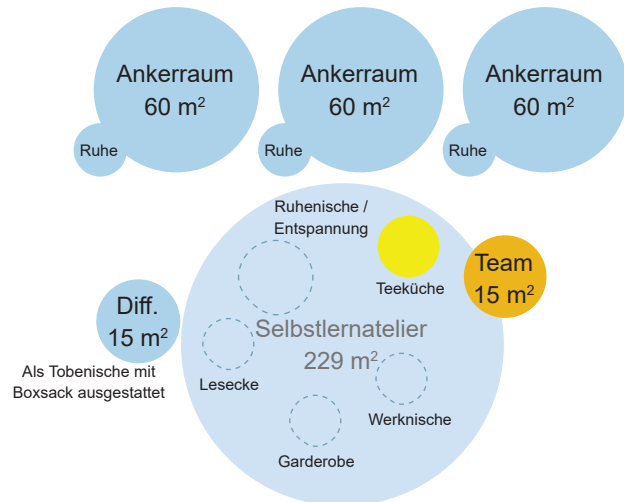 Ankerraum
60 m²
Ankerraum
60 m²
Ankerraum
60 m²
Ruhe
Ruhe
Ruhe
Ruhenische /
Entspannung
Teeküche
Team
15 m²
Diff.
15 m²
Als Tobenische mit
Boxsack ausgestattet
Selbstlernatelier
229 m²
Lesecke
Werknische
Garderobe